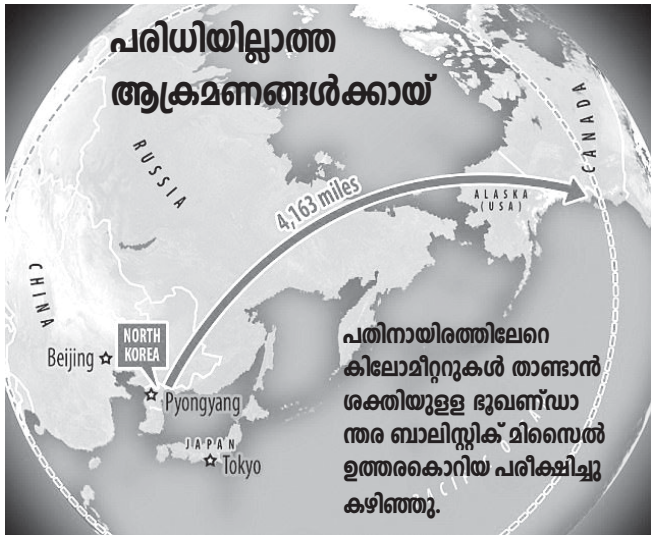 പരിധിയില്ലാത്ത
ആക്രമണങ്ങൾക്കായ്
RUSSIA
CANADA
4,163 miles
ALASKA
(USA)
CHINA
NORTH
KOREA
Beijing
Pyongyang
JAPAN
Tokyo
പതിനായിരത്തിലേറെ
കിലോമീറ്ററുകൾ താണ്ടാൻ
ശക്തിയുളള ഭൂഖണ്ഡാ
ന്തര ബാലിസ്റ്റിക് മിസൈൽ
ഉത്തരകൊറിയ പരീക്ഷിച്ചു
കഴിഞ്ഞു.